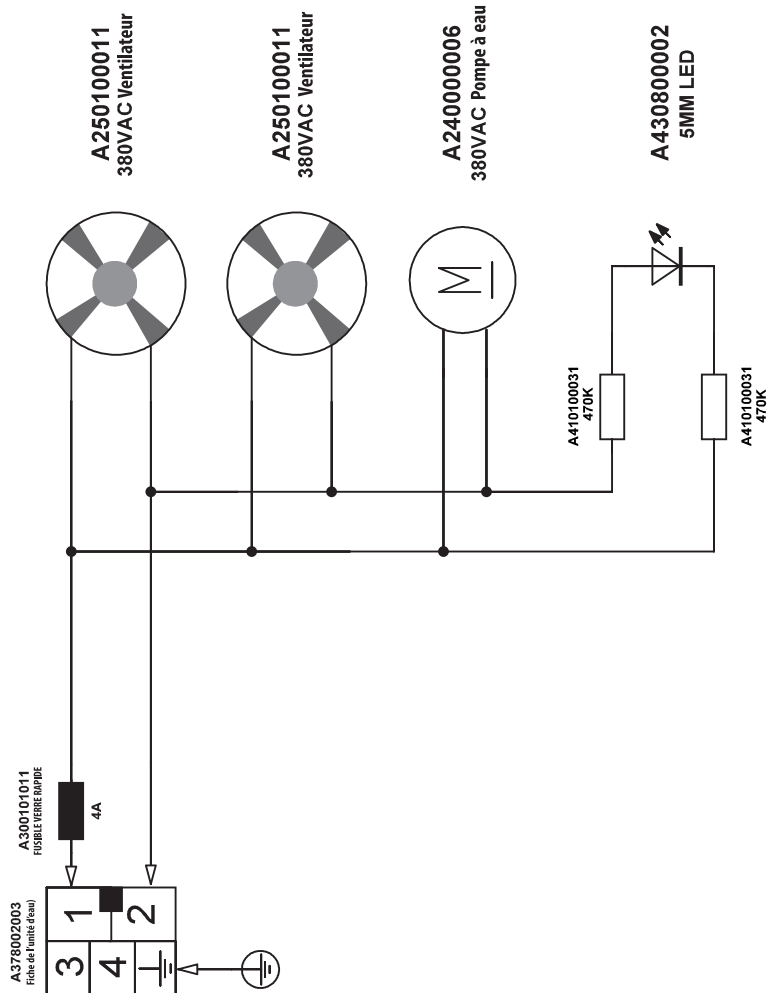 A250100011
380VAC Ventilateur
A250100011
380VAC Ventilateur
A240000006
380VAC Pompe à eau
A430800002
5MM LED
M
A410100031
470K
A410100031
470K
A300101011
FUSIBLE VERRE RAPIDE
4A
A378002003
Fiche de l'unité d'eau)
1
2
3
4